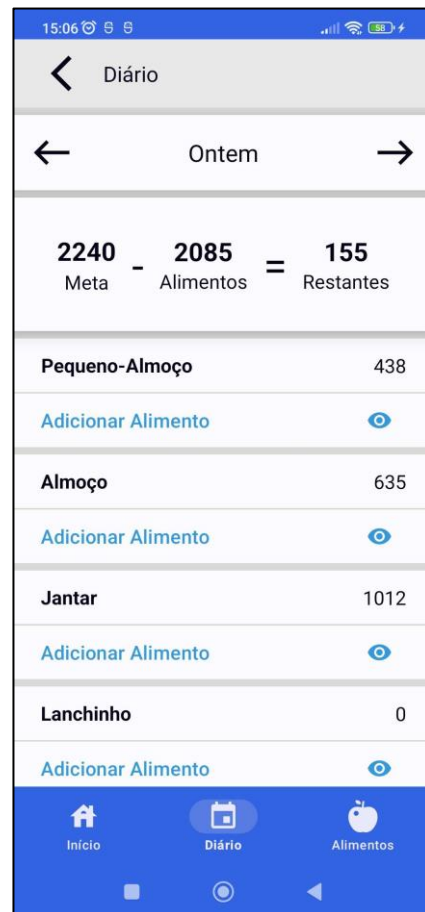 15:06
58
Diário
Ontem
2240 - 2085 = 155
Meta Alimentos Restantes
Pequeno-Almoço 438
Adicionar Alimento
Almoço 635
Adicionar Alimento
Jantar 1012
Adicionar Alimento
Lanchinho 0
Adicionar Alimento
Início Diário Alimentos